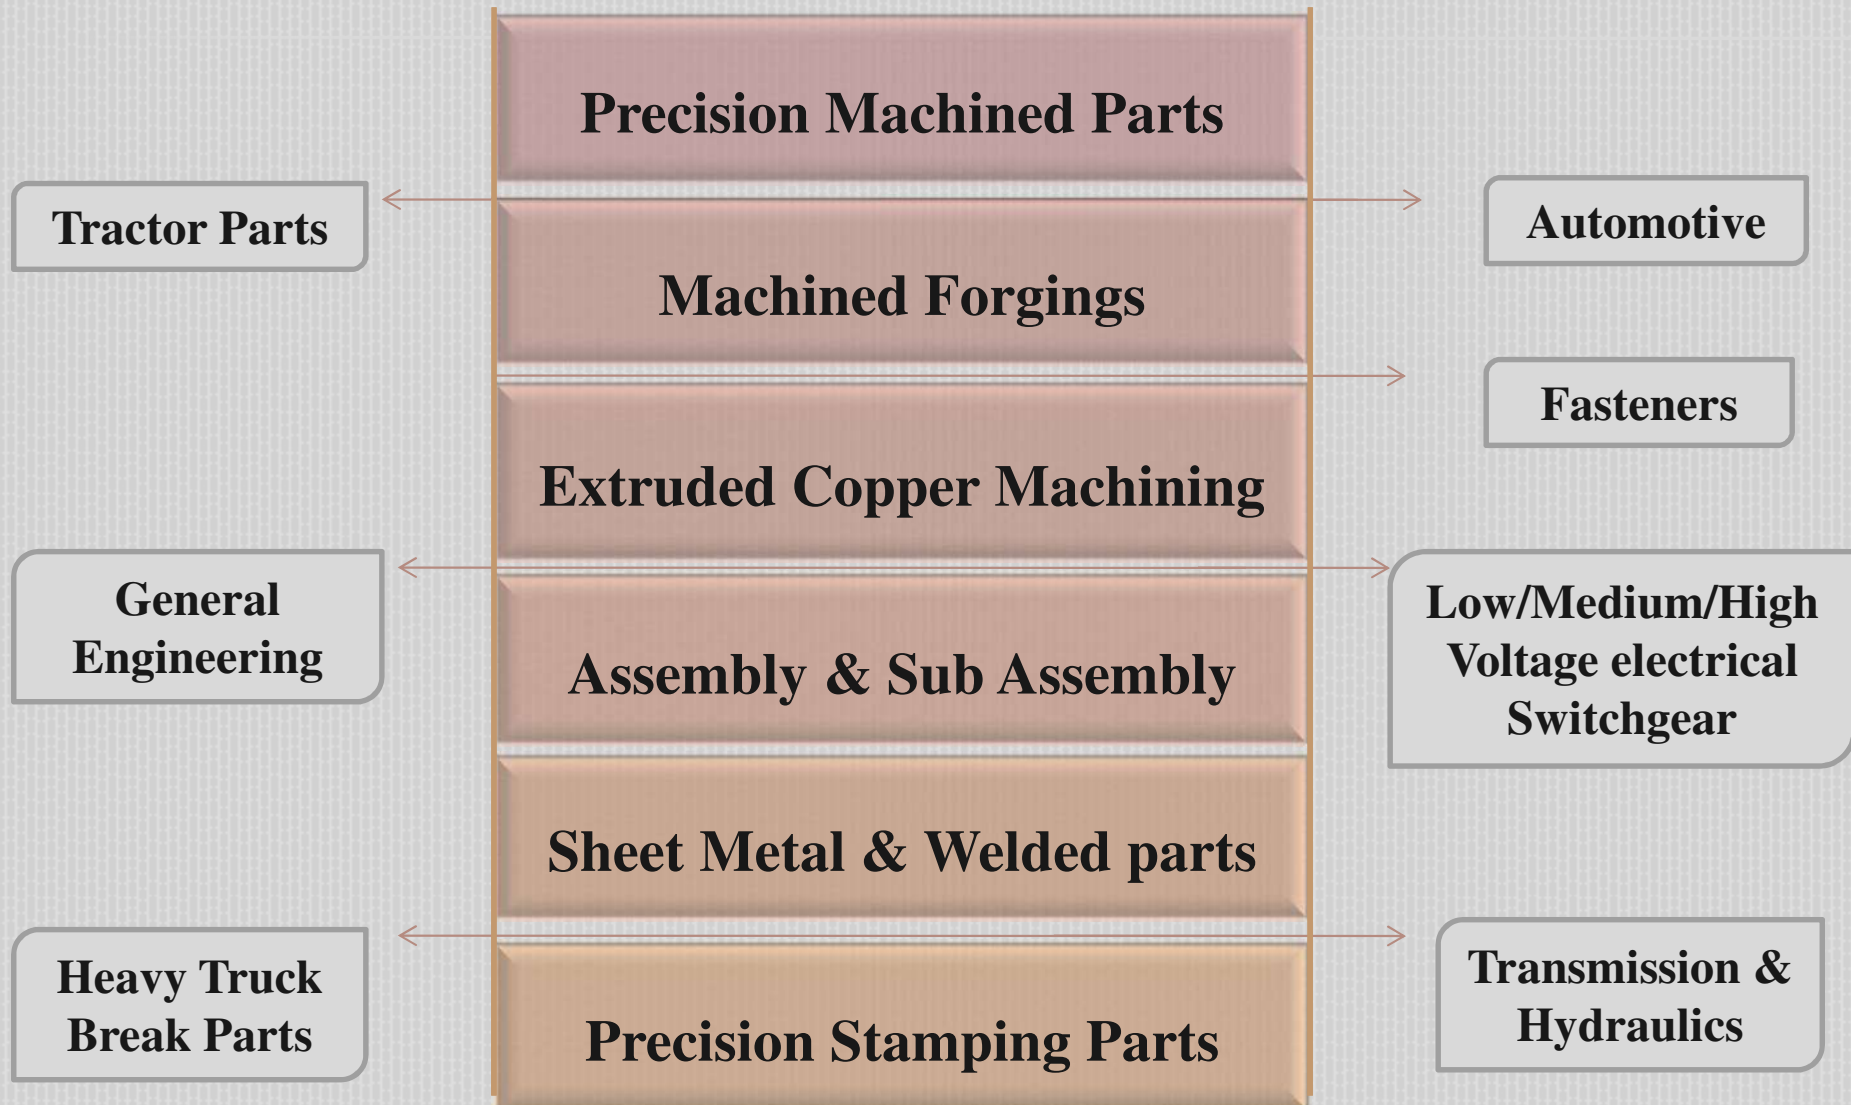 Precision Machined Parts
Tractor Parts
Automotive
Machined Forgings
Fasteners
Extruded Copper Machining
General
Engineering
Low/Medium/High
Voltage electrical
Switchgear
Assembly & Sub Assembly
Sheet Metal & Welded parts
Heavy Truck
Break Parts
Transmission &
Hydraulics
Precision Stamping Parts